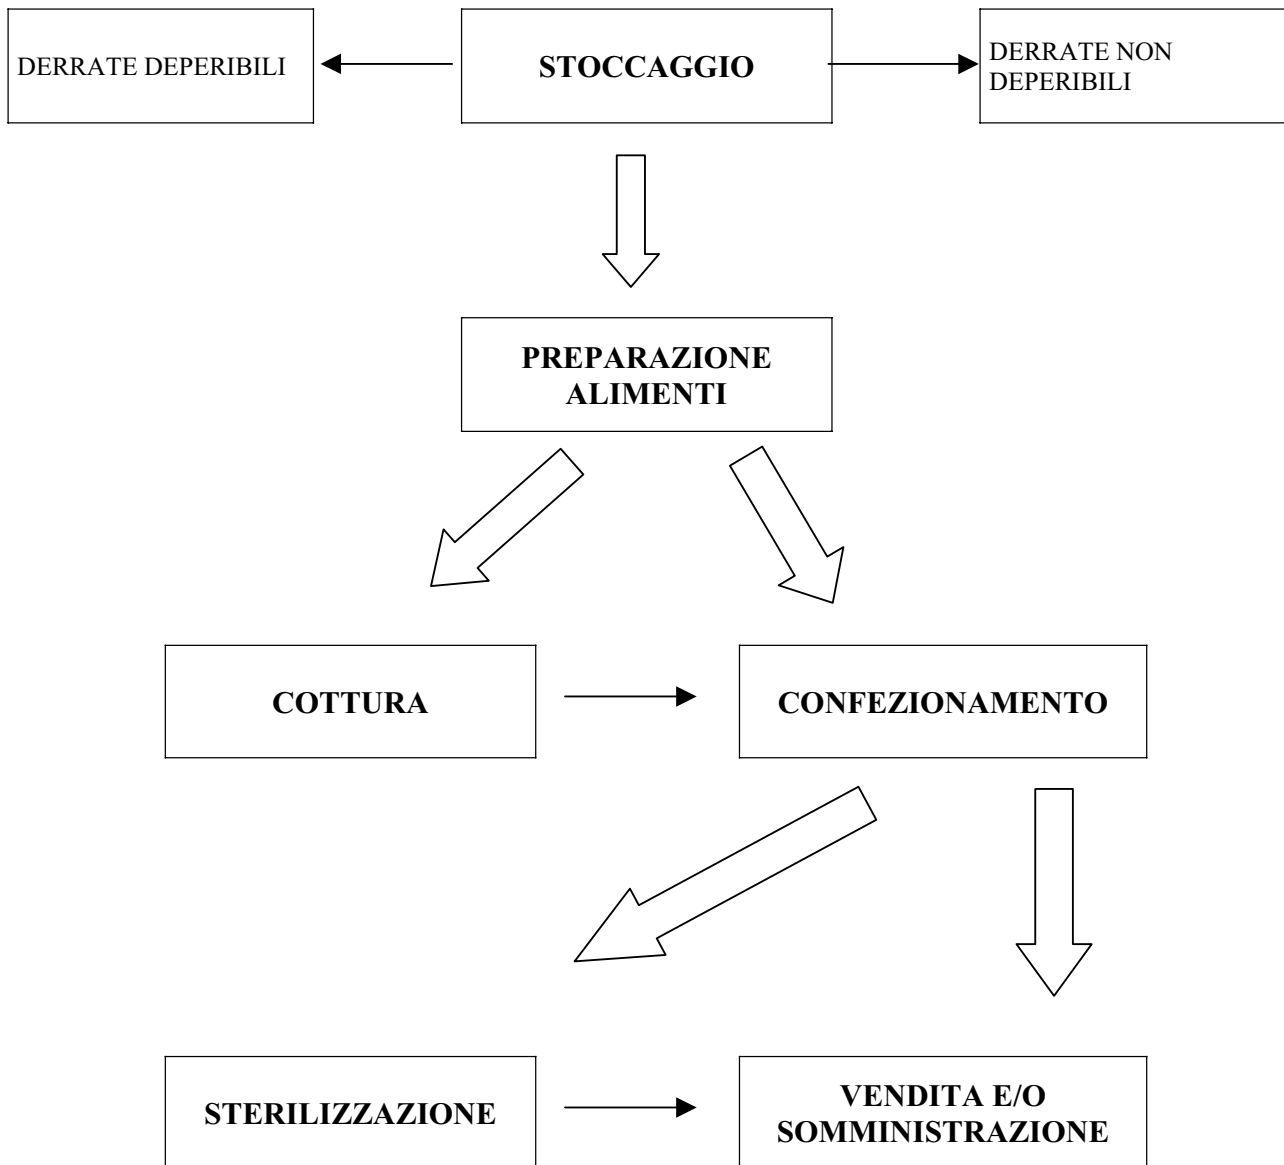 DERRATE DEPERIBILI
STOCCAGGIO
DERRATE NON
DEPERIBILI
PREPARAZIONE
ALIMENTI
COTTURA
CONFEZIONAMENTO
STERILIZZAZIONE
VENDITA E/O
SOMMINISTRAZIONE